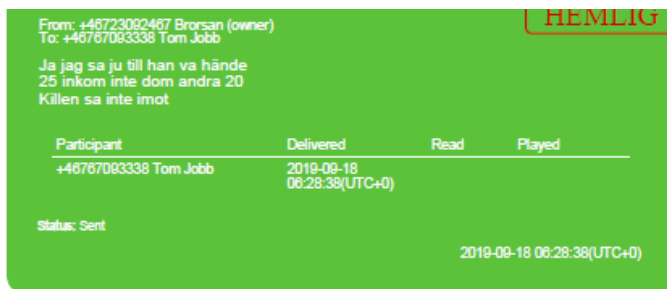 HEMLIG
From: +46723092467 Brorsan (owner)
To: +46767093338 Tom Jobb
Ja jag sa ju till han va hände
25 inkom inte dom andra 20
Killen sa inte imot
Participant Delivered Read Played
+46767093338 Tom Jobb 2019-09-18
06:28:38(UTC+0)
Status: Sent
2019-09-18 06:28:38(UTC+0)